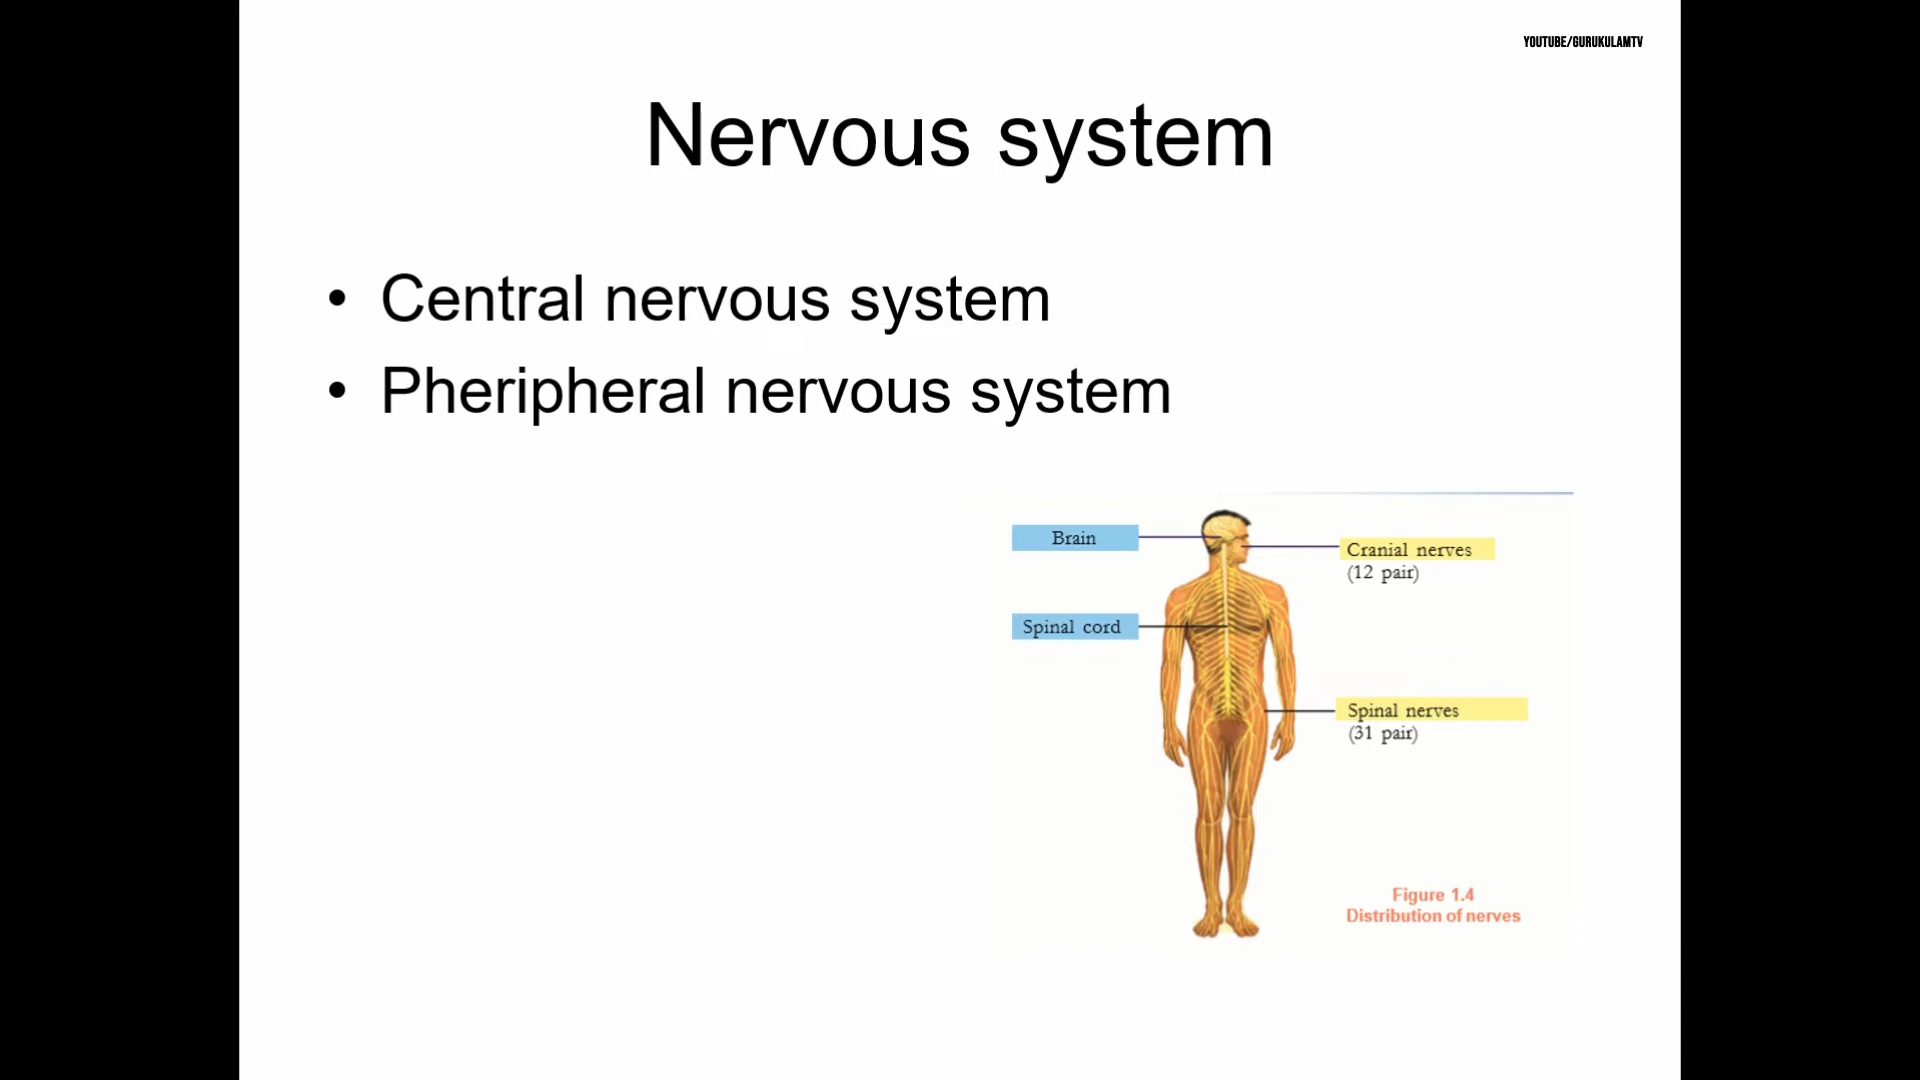 YOUTUBE/GURUKULAMTV
Nervous system
• Central nervous system
• Pheripheral nervous system
Brain
Cranial nerves
(12 pair)
Spinal cord
Spinal nerves
(31 pair)
Figure 1.4
Distribution of nerves